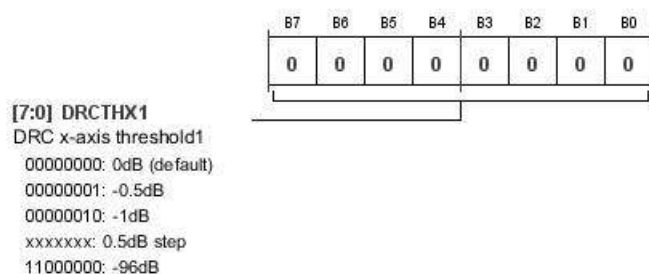 B7 B6 B5 B4 B3 B2 B1 B0
0 0 0 0 0 0 0 0
[7:0] DRCTHX1
DRC x-axis threshold1
00000000: 0dB (default)
00000001: -0.5dB
00000010: -1dB
xxxxxxx: 0.5dB step
11000000: -96dB